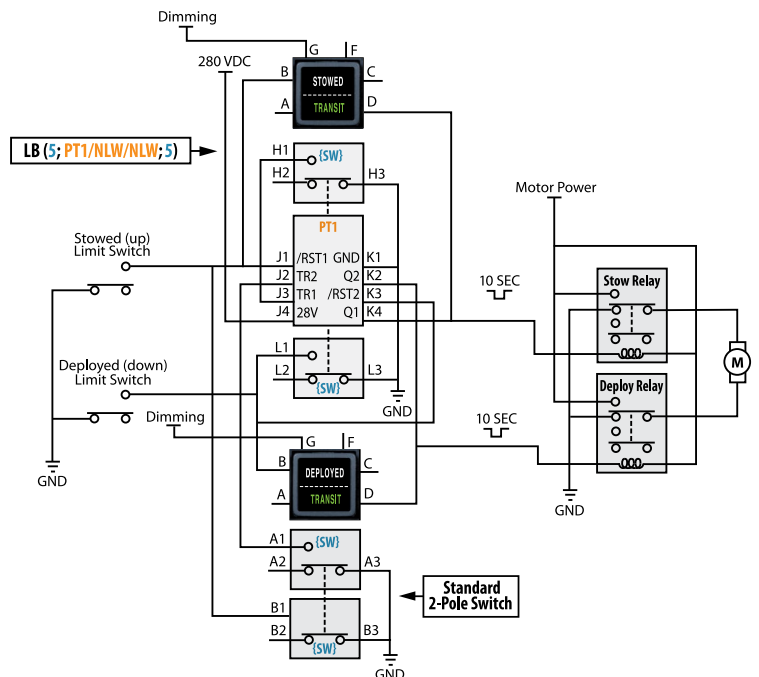 Dimming
G
F
280 VDC
B
STOWED
C
A
TRANSIT
D
LB (5; PT1/NLW/NLW; 5)
H1
{SW}
H2
H3
Motor Power
PT1
Stowed (up)
Limit Switch
J1
/RST1
GND
K1
J2
TR2
Q2
K2
J3
TR1
/RST2
K3
J4
28V
Q1
K4
10 SEC
Stow Relay
M
L1
L2
L3
{SW}
Deployed (down)
Limit Switch
Deploy Relay
GND
Dimming
10 SEC
G
F
B
DEPLOYED
C
A
TRANSIT
D
GND
GND
A1
{SW}
A2
A3
Standard
2-Pole Switch
B1
B2
B3
{SW}
GND